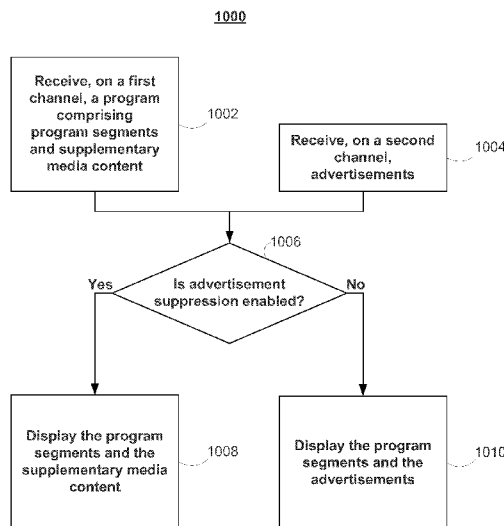 1000
Receive, on a first
channel, a program
comprising
program segments
and supplementary
media content
1002
Receive, on a second
channel,
advertisements
1004
1006
Is advertisement
suppression enabled?
Yes
No
Display the program
segments and the
supplementary media
content
1008
Display the program
segments and the
advertisements
1010